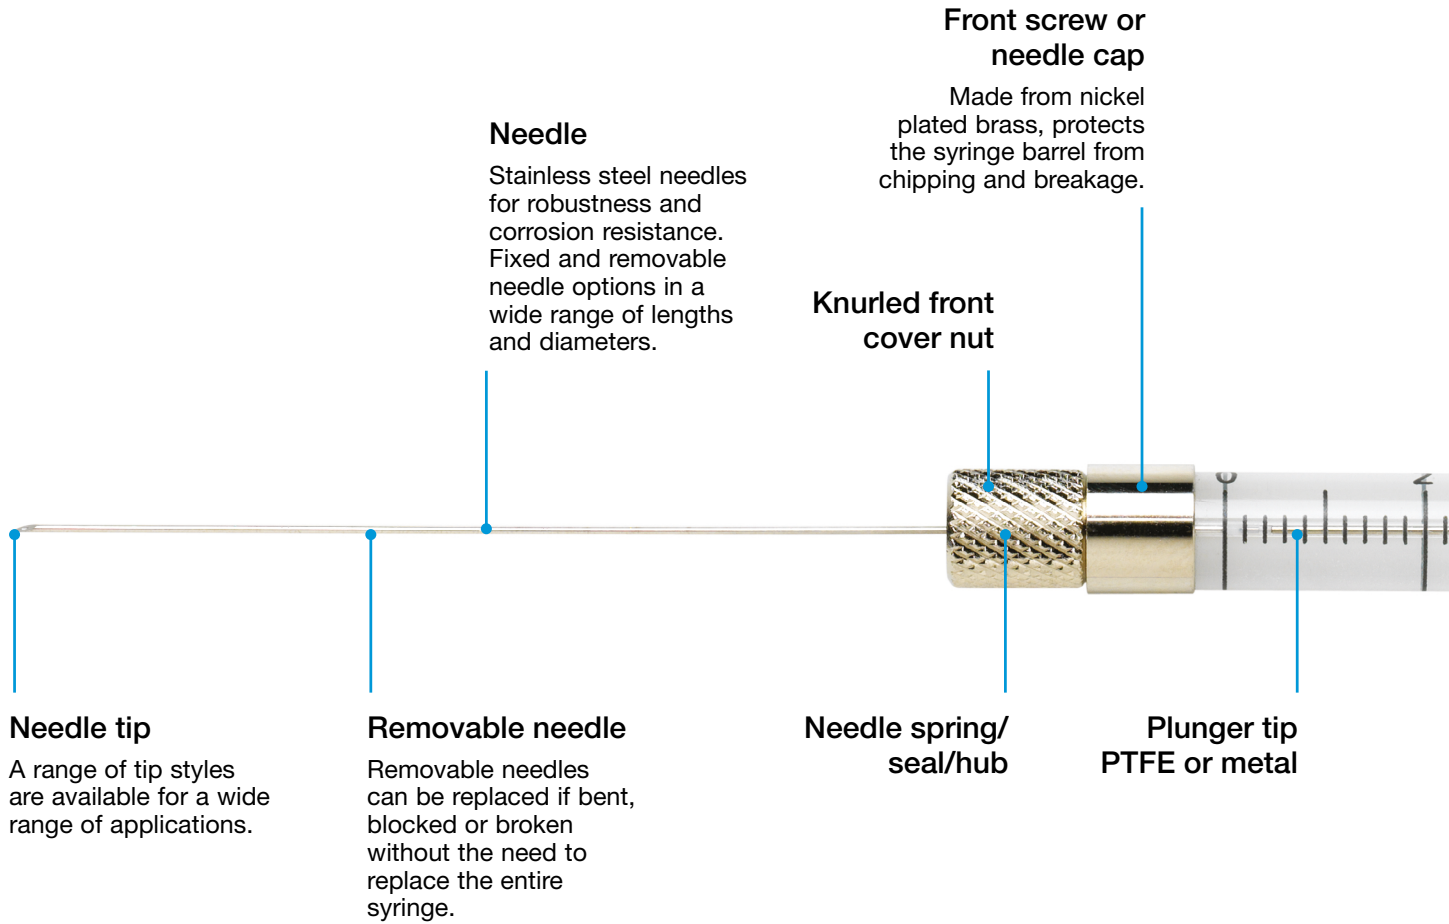 Front screw or
needle cap
Made from nickel
plated brass, protects
the syringe barrel from
chipping and breakage.
Needle
Stainless steel needles
for robustness and
corrosion resistance.
Fixed and removable
needle options in a
wide range of lengths
and diameters.
Knurled front
cover nut
0
2
Needle tip
A range of tip styles
are available for a wide
range of applications.
Removable needle
Removable needles
can be replaced if bent,
blocked or broken
without the need to
replace the entire
syringe.
Needle spring/
seal/hub
Plunger tip
PTFE or metal